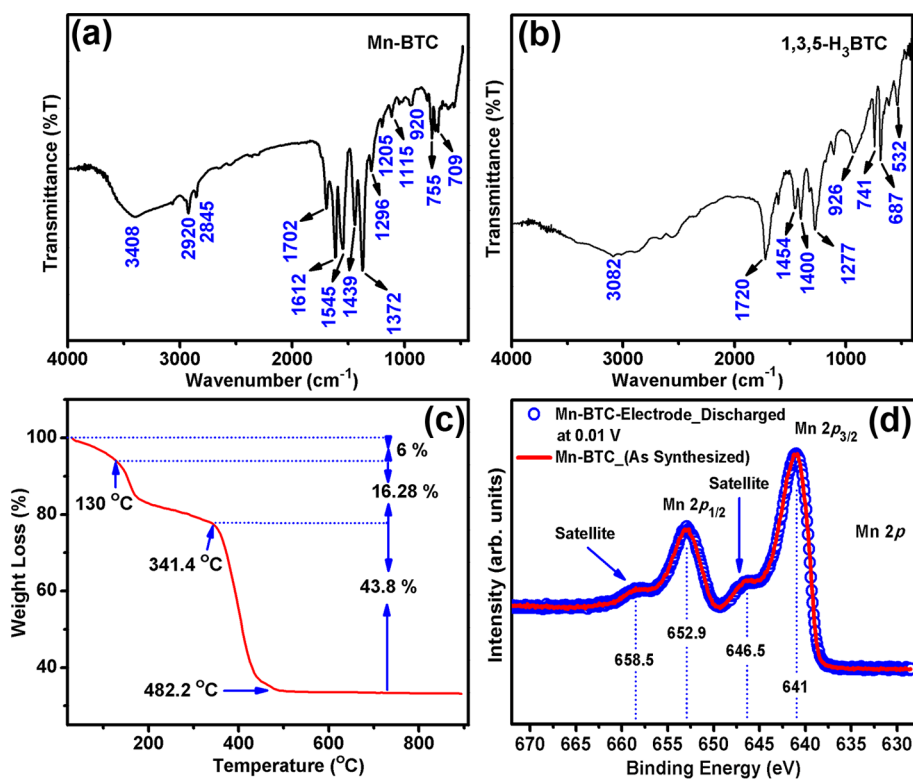 (a)
Mn-BTC
Transmittance (%T)
3408
2920
2845
1702
1612
1545
1439
1372
1296
1205
1115
920
755
709
4000 3000 2000 1000
Wavenumber (cm⁻¹)
(b)
1,3,5-H₃BTC
Transmittance (%T)
3082
1720
1454
1400
1277
926
741
687
532
4000 3000 2000 1000
Wavenumber (cm⁻¹)
(c)
Weight Loss (%)
100
80
60
40
6 %
16.28 %
43.8 %
130 °C
341.4 °C
482.2 °C
200 400 600 800
Temperature (°C)
(d)
Mn-BTC-Electrode_Discharged
at 0.01 V
Mn-BTC_(As Synthesized)
Mn 2p₃/₂
Mn 2p₁/₂
Satellite
Satellite
Mn 2p
658.5
652.9
646.5
641
Intensity (arb. units)
670 665 660 655 650 645 640 635 630
Binding Energy (eV)